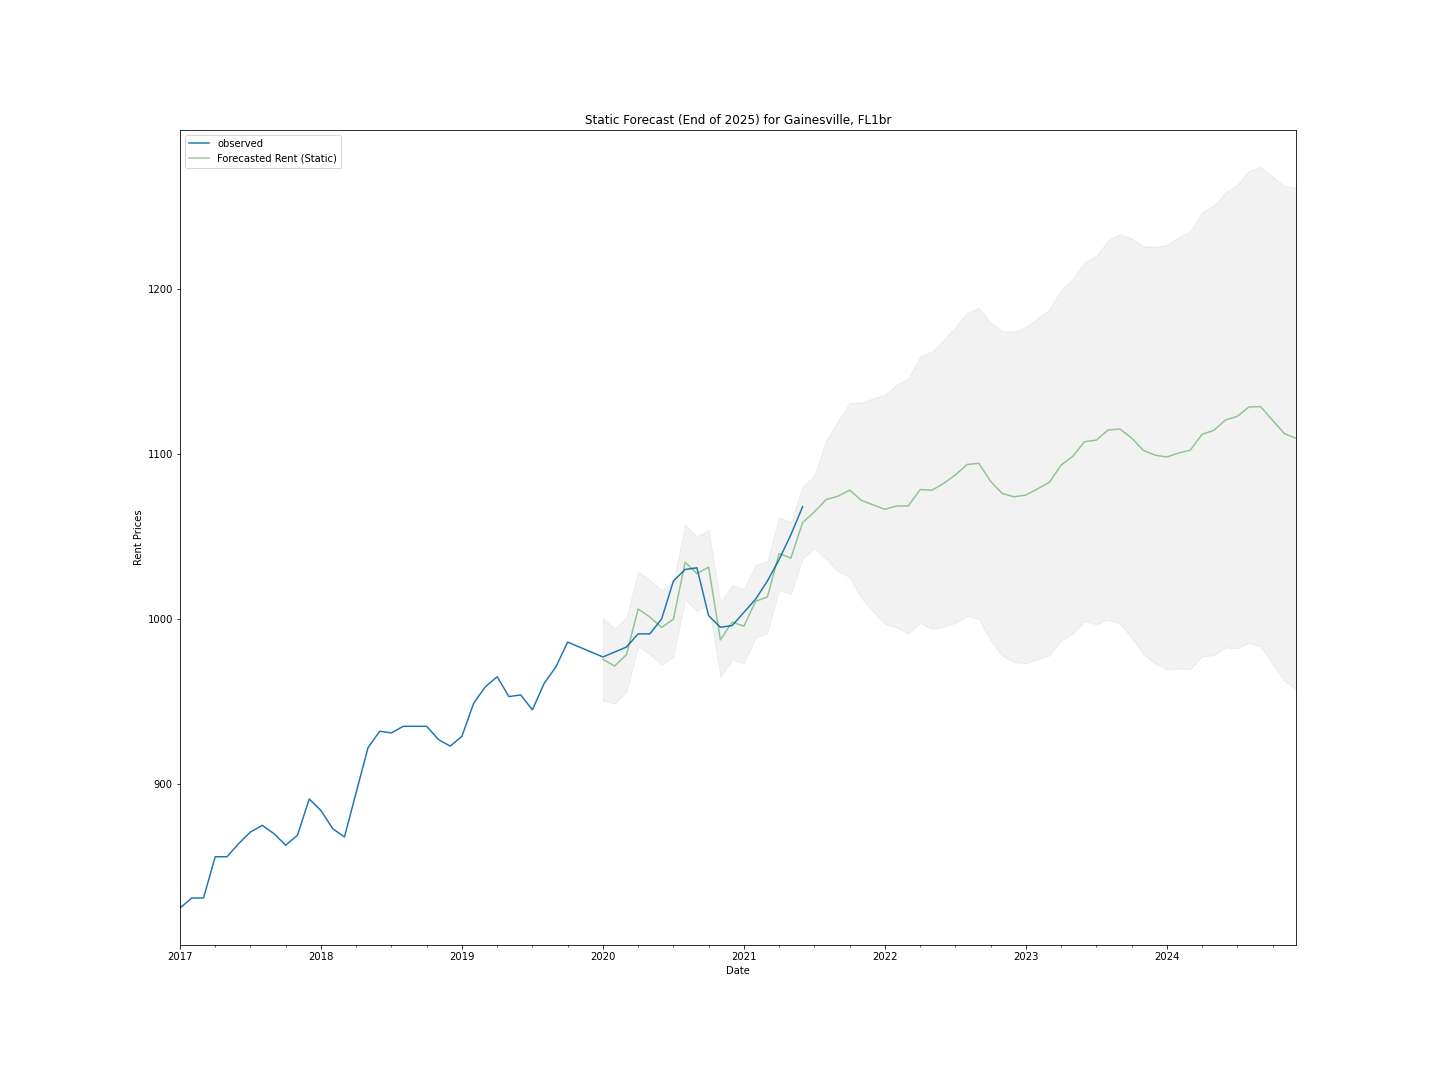 Static Forecast (End of 2025) for Gainesville, FL1br
observed
Forecasted Rent (Static)
1200
1100
1000
900
Rent Prices
2017 2018 2019 2020 2021 2022 2023 2024
Date